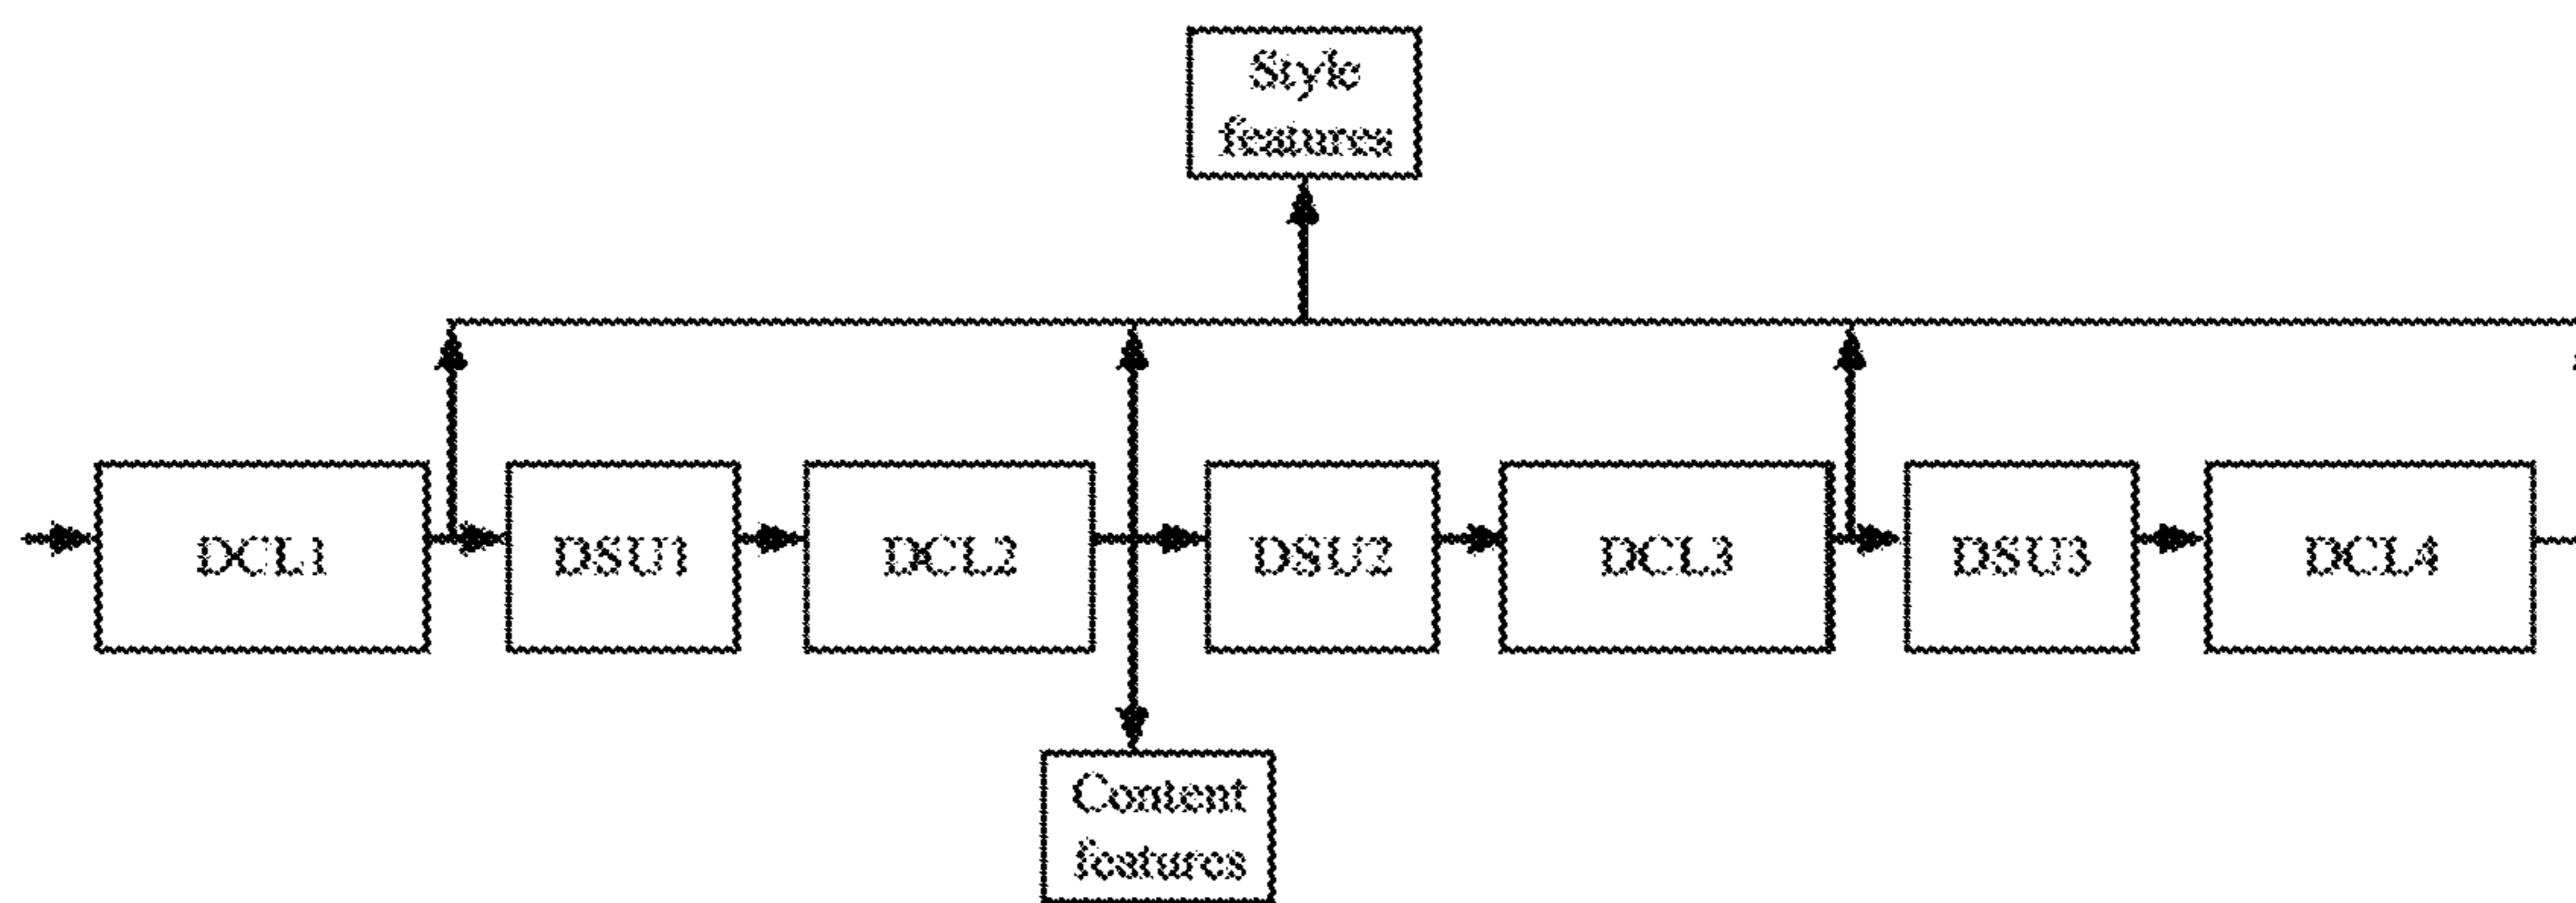 Style
features
DCL1
DSU1
DCL2
DSU2
DCL3
DSU3
DCL4
Content
features